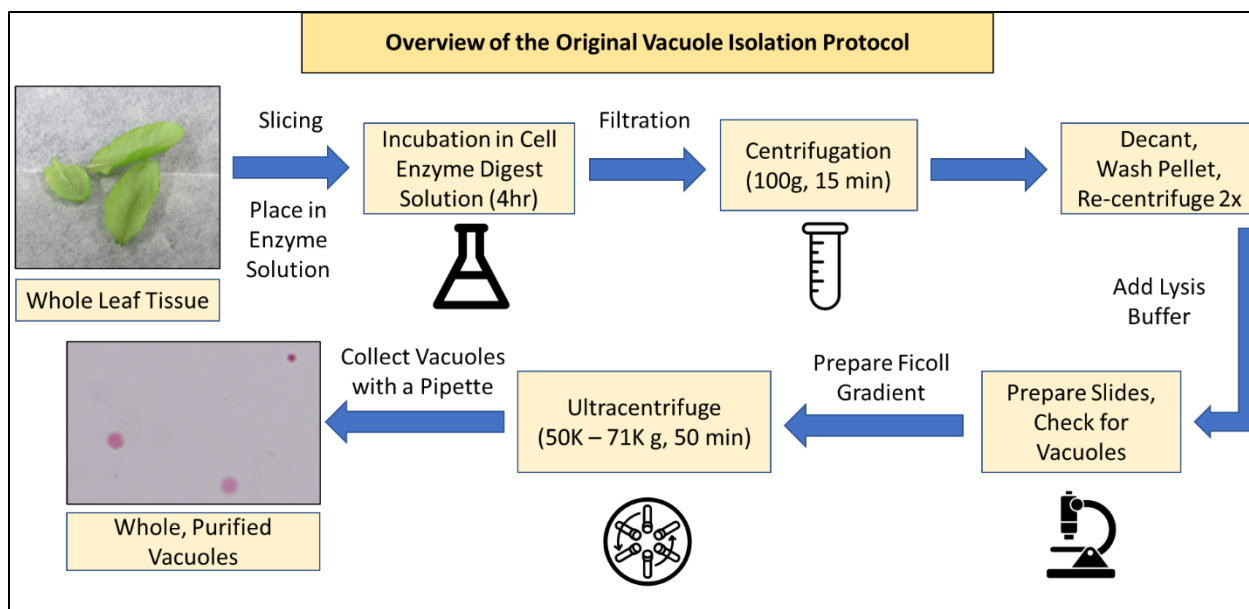 Overview of the Original Vacuole Isolation Protocol
Whole Leaf Tissue
Slicing
Place in
Enzyme
Solution
Incubation in Cell
Enzyme Digest
Solution (4hr)
Filtration
Centrifugation
(100g, 15 min)
Decant,
Wash Pellet,
Re-centrifuge 2x
Add Lysis
Buffer
Prepare Slides,
Check for
Vacuoles
Prepare Ficoll
Gradient
Ultracentrifuge
(50K – 71K g, 50 min)
Collect Vacuoles
with a Pipette
Whole, Purified
Vacuoles